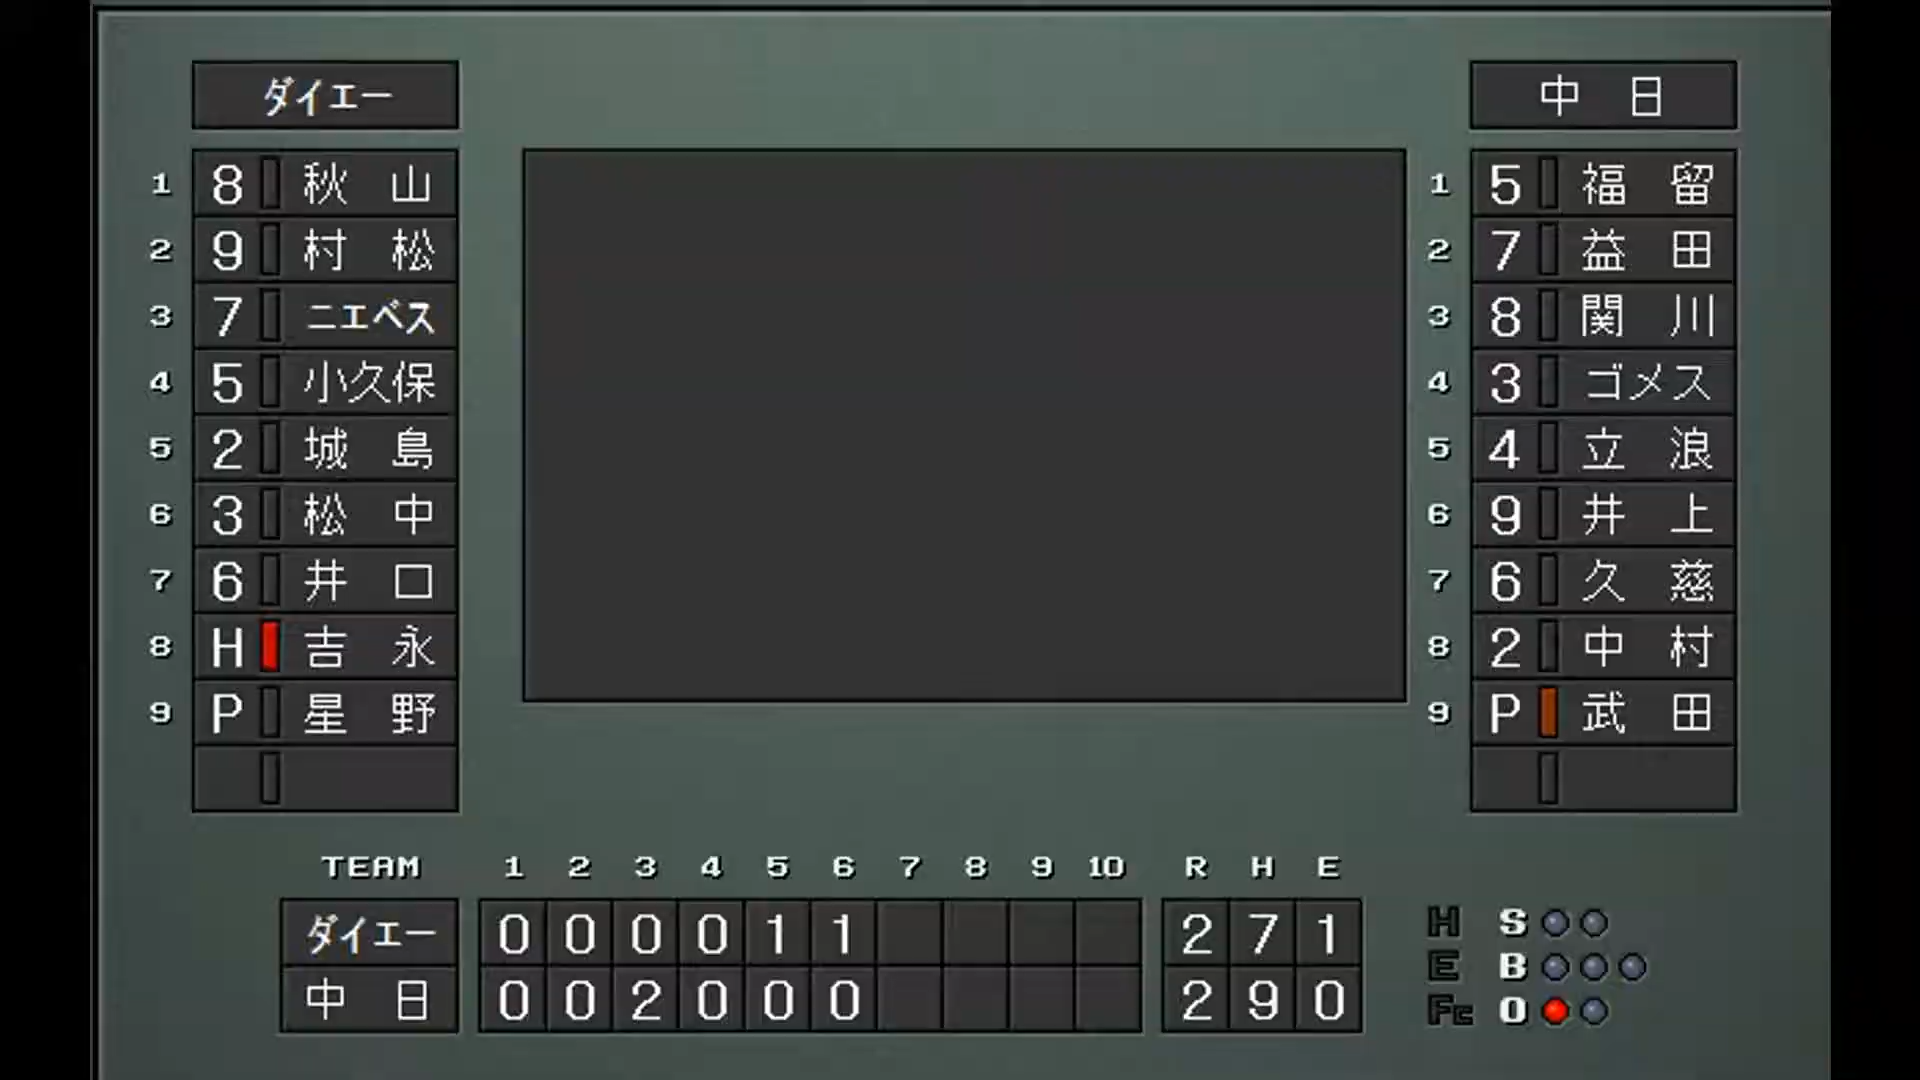 ダイエー
1 8 秋山
2 9 村松
3 7 ニエベス
4 5 小久保
5 2 城島
6 3 松中
7 6 井口
8 H 吉永
9 P 星野
中日
1 5 福留
2 7 益田
3 8 関川
4 3 ゴメス
5 4 立浪
6 9 井上
7 6 久慈
8 2 中村
9 P 武田
TEAM 1 2 3 4 5 6 7 8 9 10 R H E
ダイエー 0 0 0 0 1 1 2 7 1
中日 0 0 2 0 0 0 2 9 0
H S
E B
Fc O